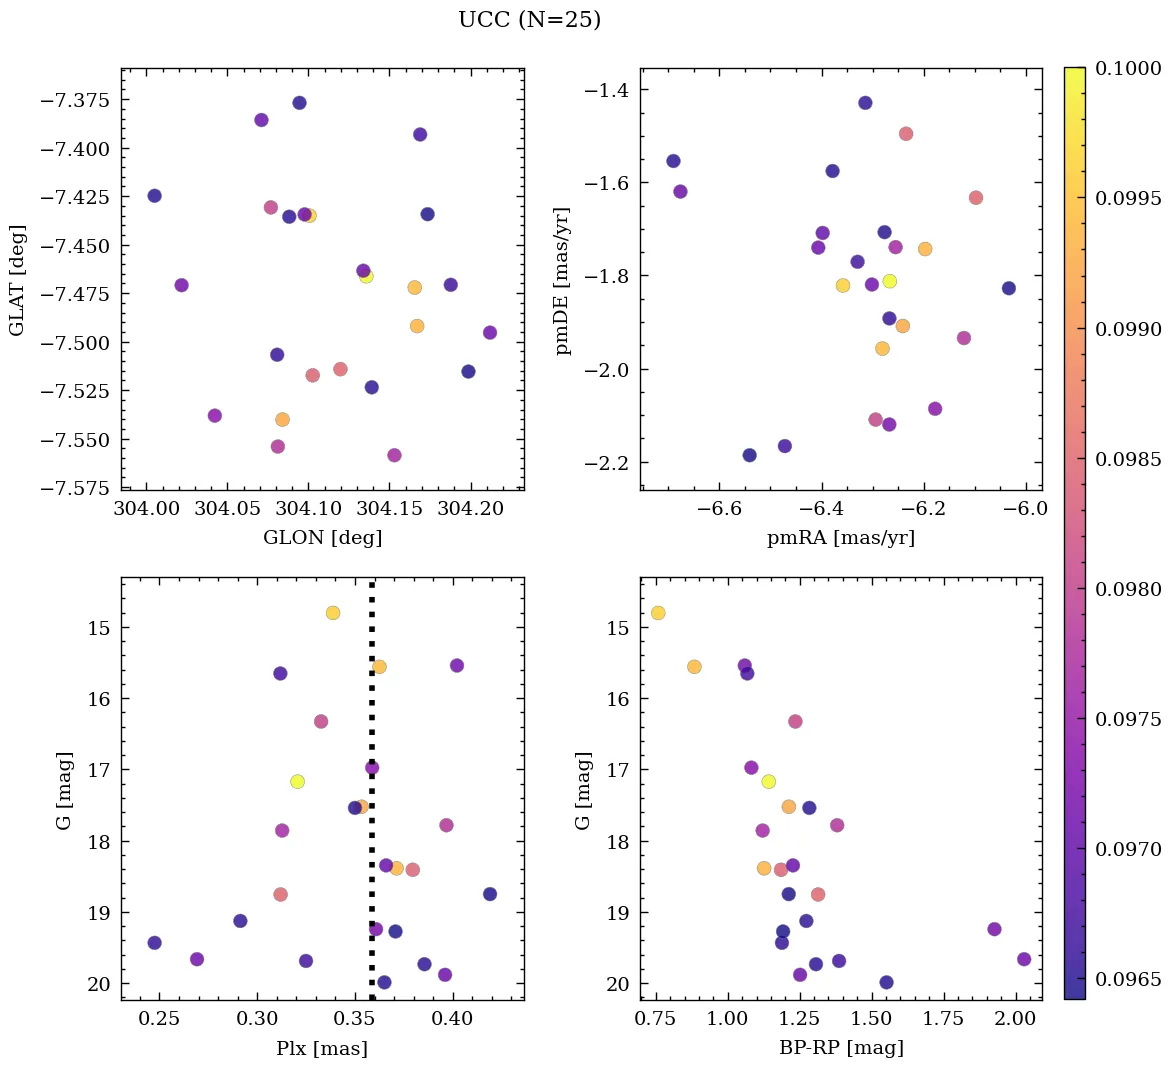 UCC (N=25)
−7.375
−7.400
−7.425
−7.450
−7.475
−7.500
−7.525
−7.550
−7.575
GLAT [deg]
304.00 304.05 304.10 304.15 304.20
GLON [deg]
−1.4
−1.6
−1.8
−2.0
−2.2
pmDE [mas/yr]
−6.6 −6.4 −6.2 −6.0
pmRA [mas/yr]
15
16
17
18
19
20
G [mag]
0.25 0.30 0.35 0.40
Plx [mas]
15
16
17
18
19
20
G [mag]
0.75 1.00 1.25 1.50 1.75 2.00
BP-RP [mag]
0.1000
0.0995
0.0990
0.0985
0.0980
0.0975
0.0970
0.0965